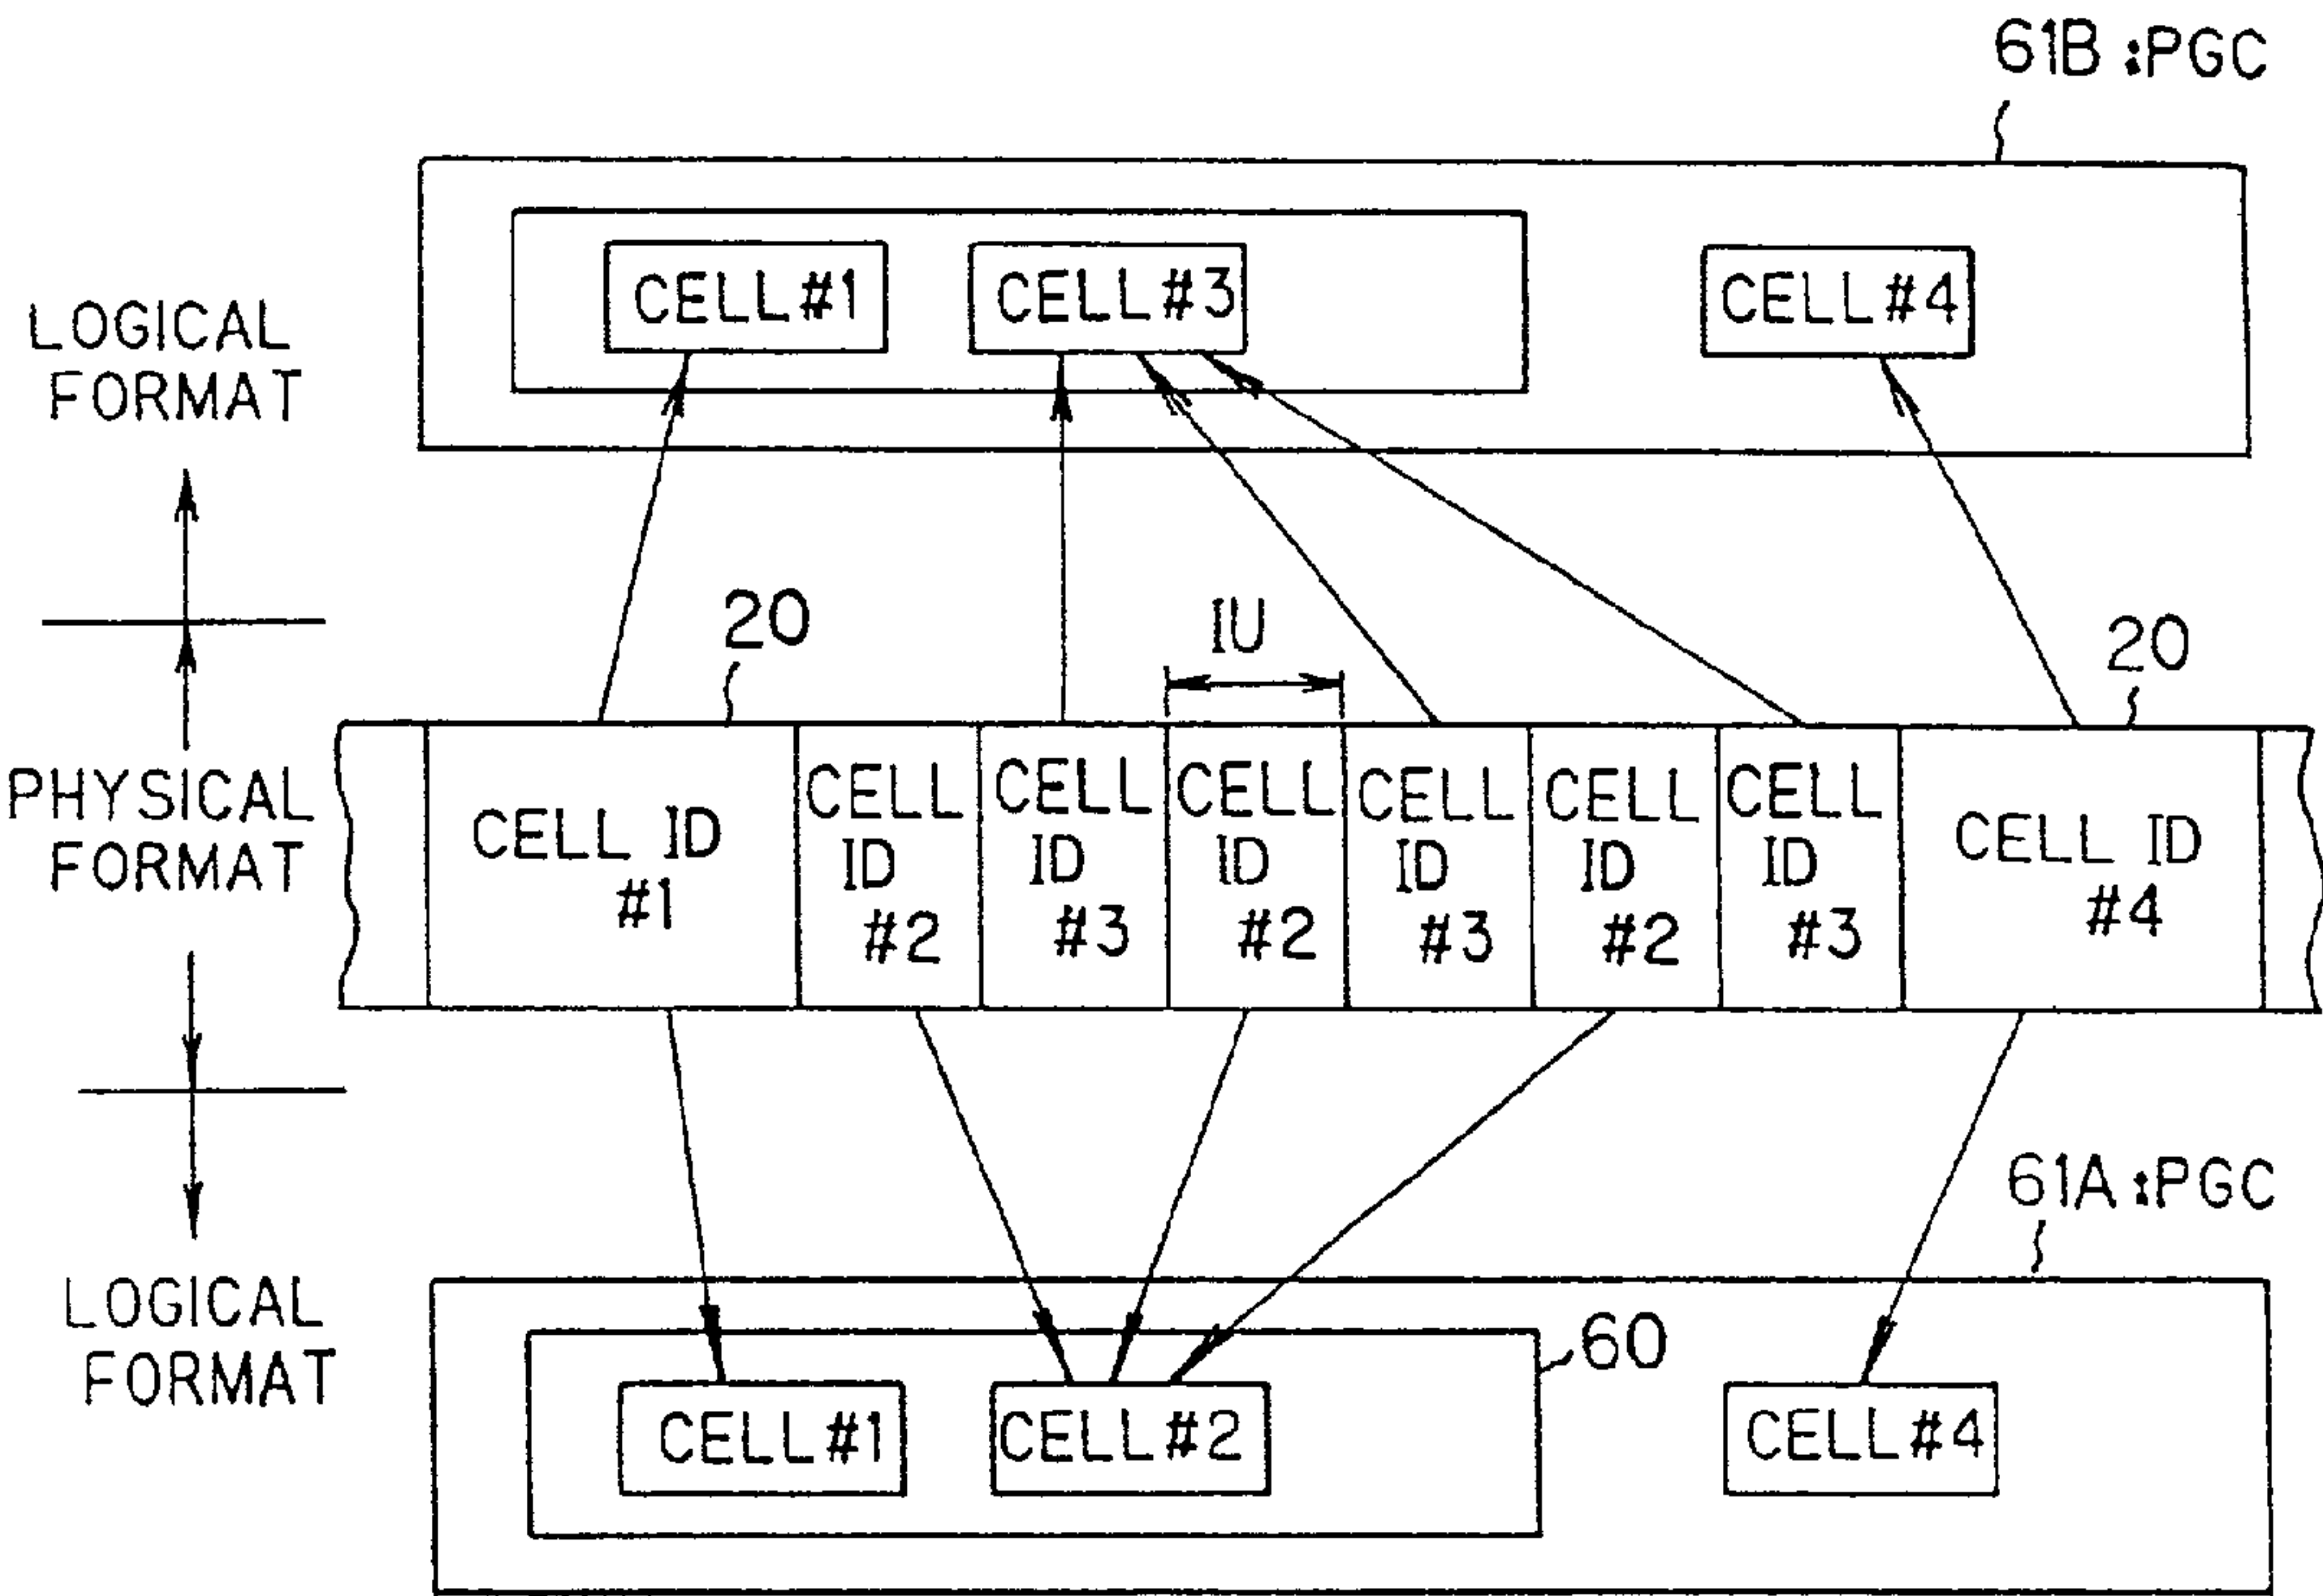 61B :PGC
CELL #1
CELL #3
CELL #4
LOGICAL
FORMAT
20
IU
20
PHYSICAL
FORMAT
CELL ID
#1
CELL
ID
#2
CELL
ID
#3
CELL
ID
#2
CELL
ID
#3
CELL
ID
#2
CELL
ID
#3
CELL ID
#4
61A :PGC
LOGICAL
FORMAT
60
CELL #1
CELL #2
CELL #4